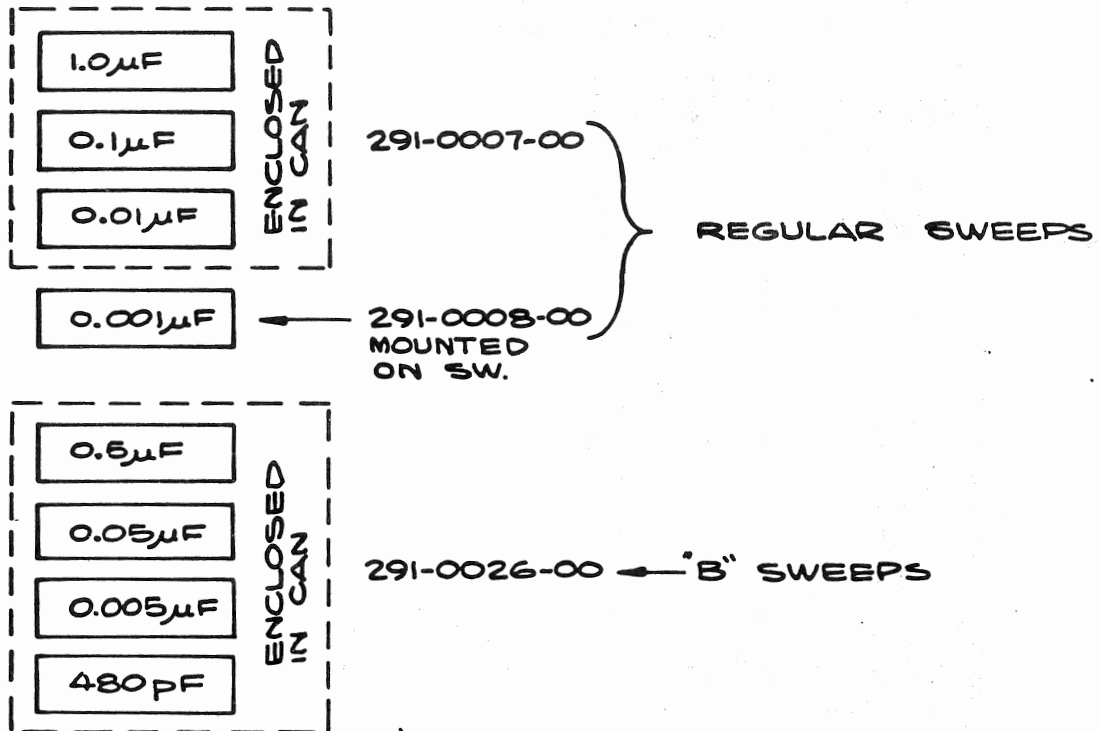 1.0µF
0.1µF
0.01µF
ENCLOSED
IN CAN
291-0007-00
REGULAR SWEEPS
0.001µF
291-0008-00
MOUNTED
ON SW.
0.5µF
0.05µF
0.005µF
480pF
ENCLOSED
IN CAN
291-0026-00
"B" SWEEPS